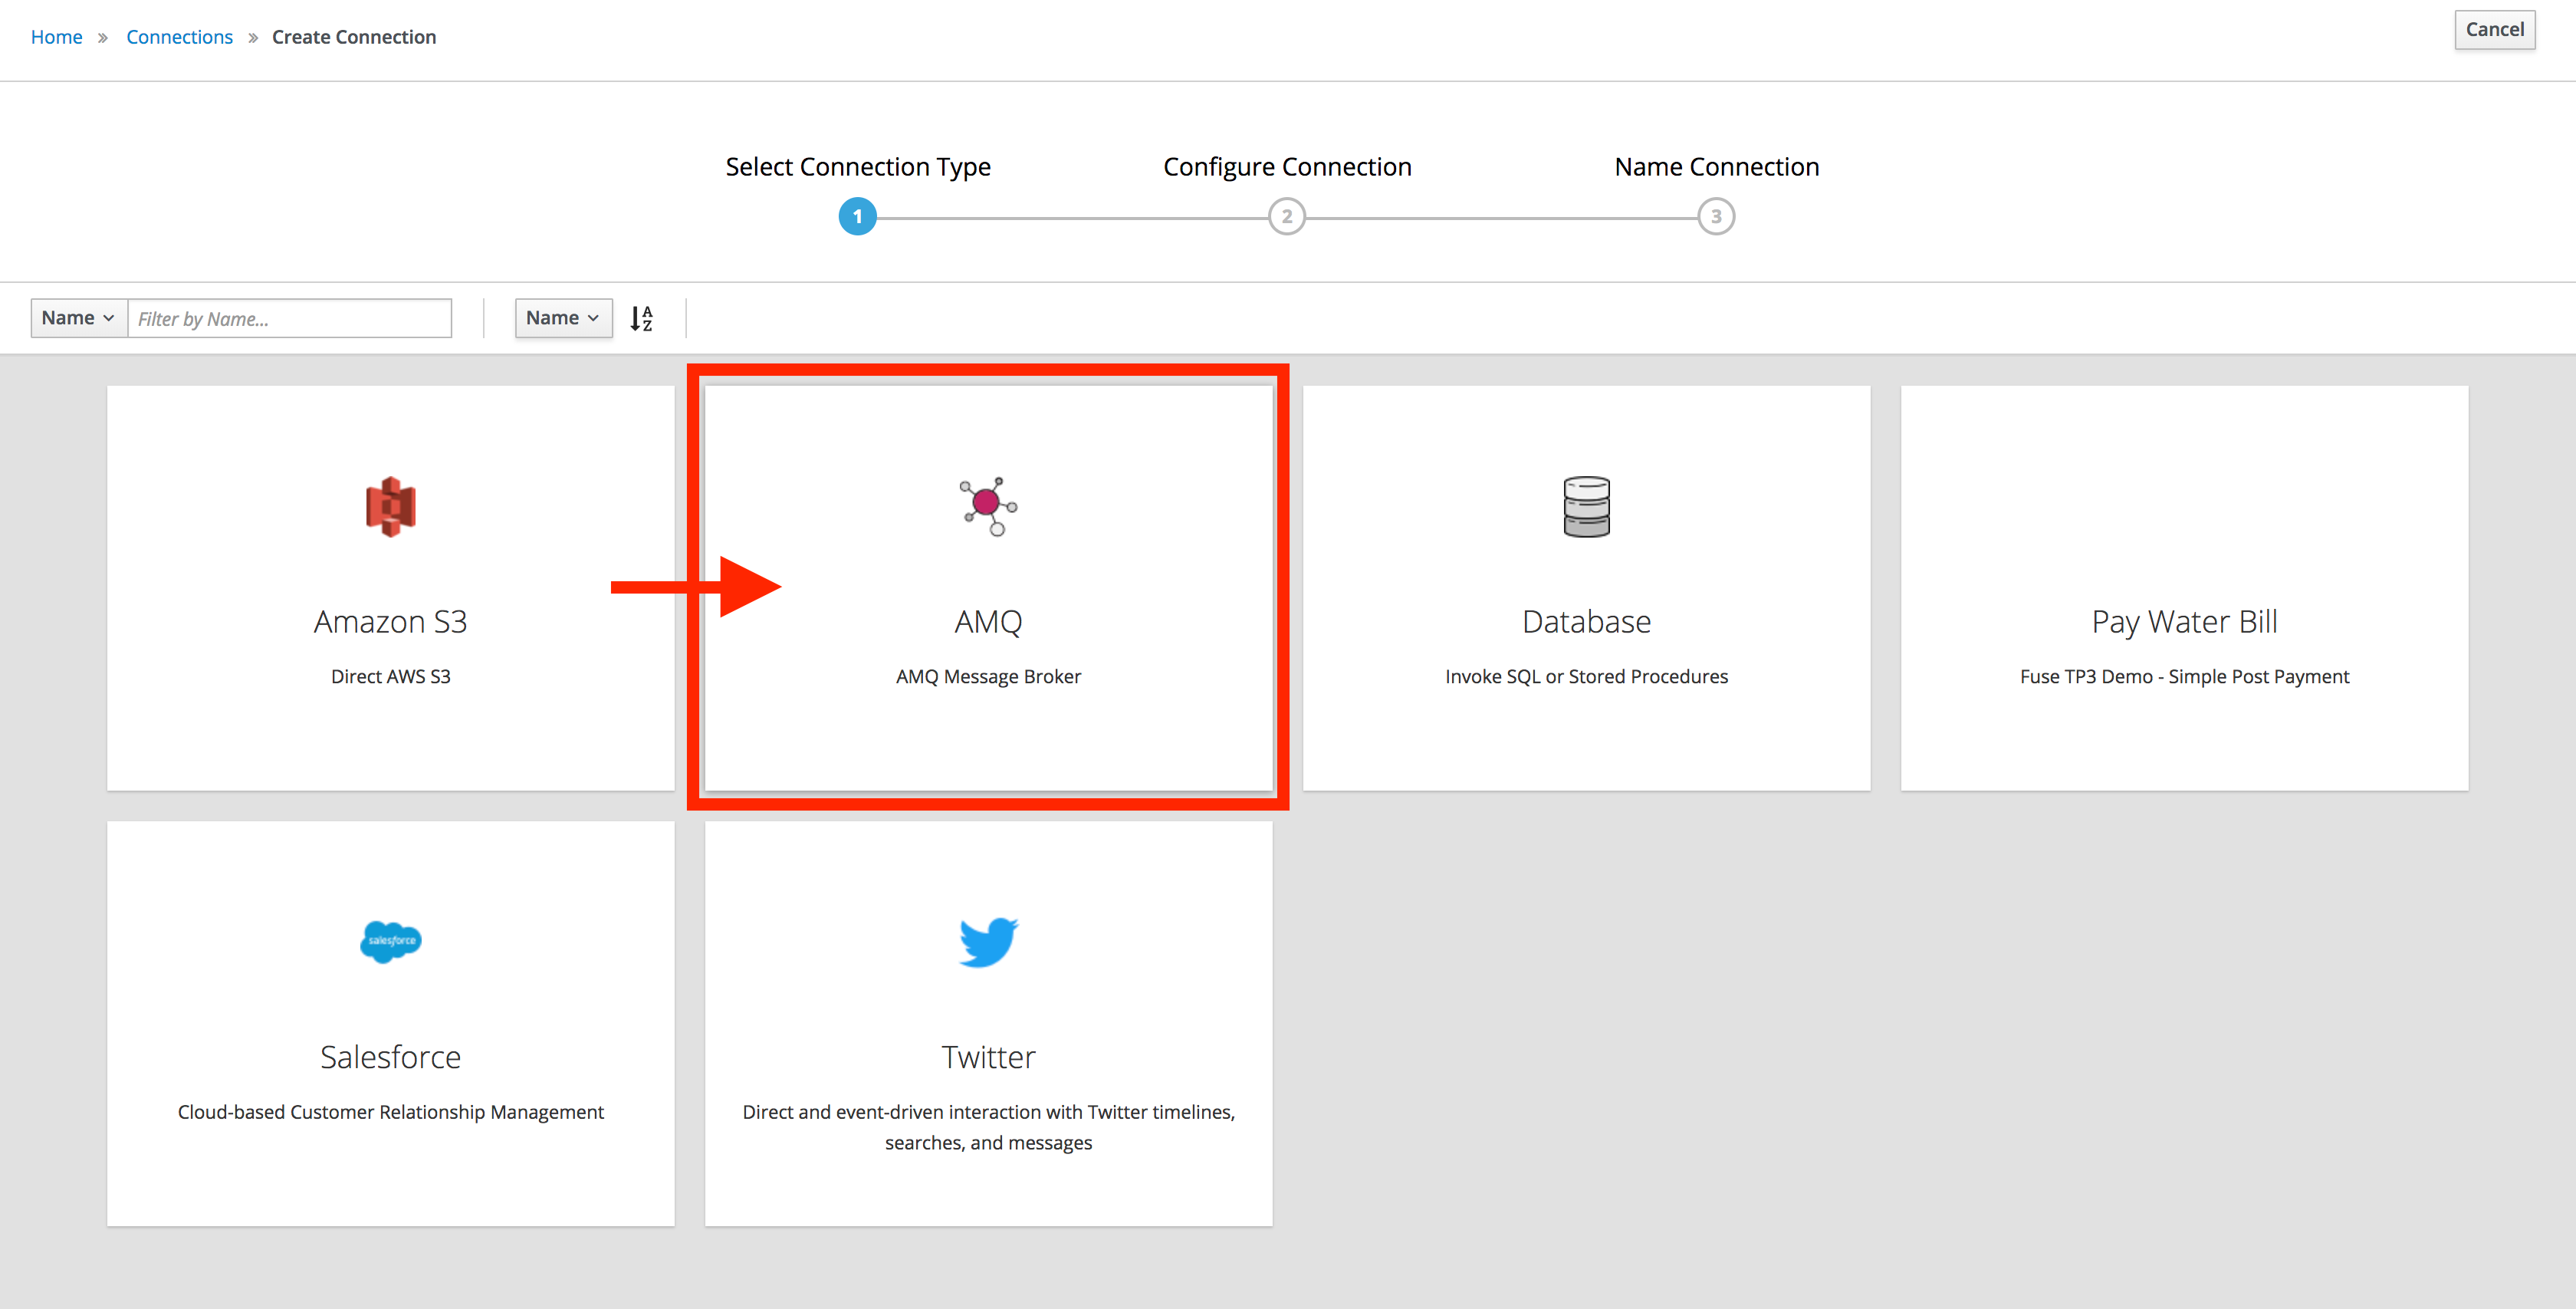 Home » Connections » Create Connection
Cancel
Select Connection Type
Configure Connection
Name Connection
1
2
3
Name
Filter by Name...
Name
A
Z
Amazon S3
Direct AWS S3
AMQ
AMQ Message Broker
Database
Invoke SQL or Stored Procedures
Pay Water Bill
Fuse TP3 Demo - Simple Post Payment
salesforce
Salesforce
Cloud-based Customer Relationship Management
Twitter
Direct and event-driven interaction with Twitter timelines,
searches, and messages